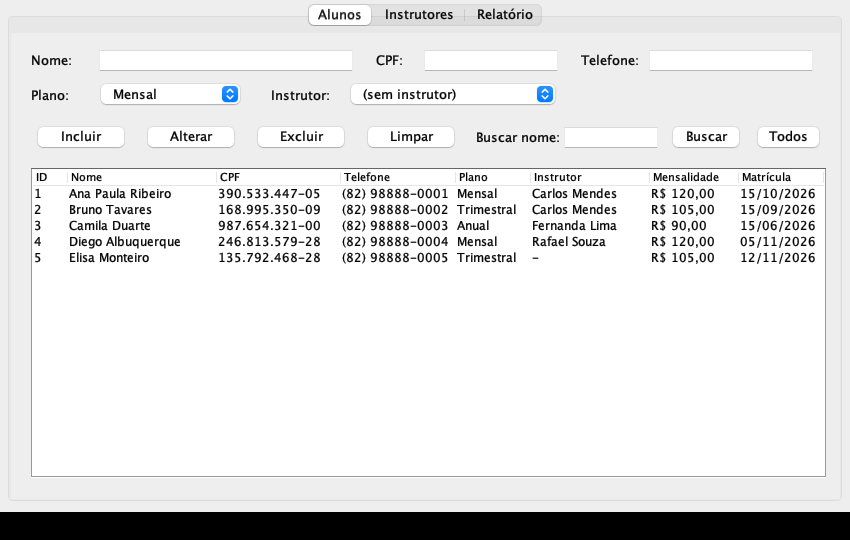 Alunos Instrutores Relatório
Nome: CPF: Telefone:
Plano: Mensal Instrutor: (sem instrutor)
Incluir Alterar Excluir Limpar Buscar nome: Buscar Todos
ID Nome CPF Telefone Plano Instrutor Mensalidade Matrícula
1 Ana Paula Ribeiro 390.533.447-05 (82) 98888-0001 Mensal Carlos Mendes R$ 120,00 15/10/2026
2 Bruno Tavares 168.995.350-09 (82) 98888-0002 Trimestral Carlos Mendes R$ 105,00 15/09/2026
3 Camila Duarte 987.654.321-00 (82) 98888-0003 Anual Fernanda Lima R$ 90,00 15/06/2026
4 Diego Albuquerque 246.813.579-28 (82) 98888-0004 Mensal Rafael Souza R$ 120,00 05/11/2026
5 Elisa Monteiro 135.792.468-28 (82) 98888-0005 Trimestral - R$ 105,00 12/11/2026